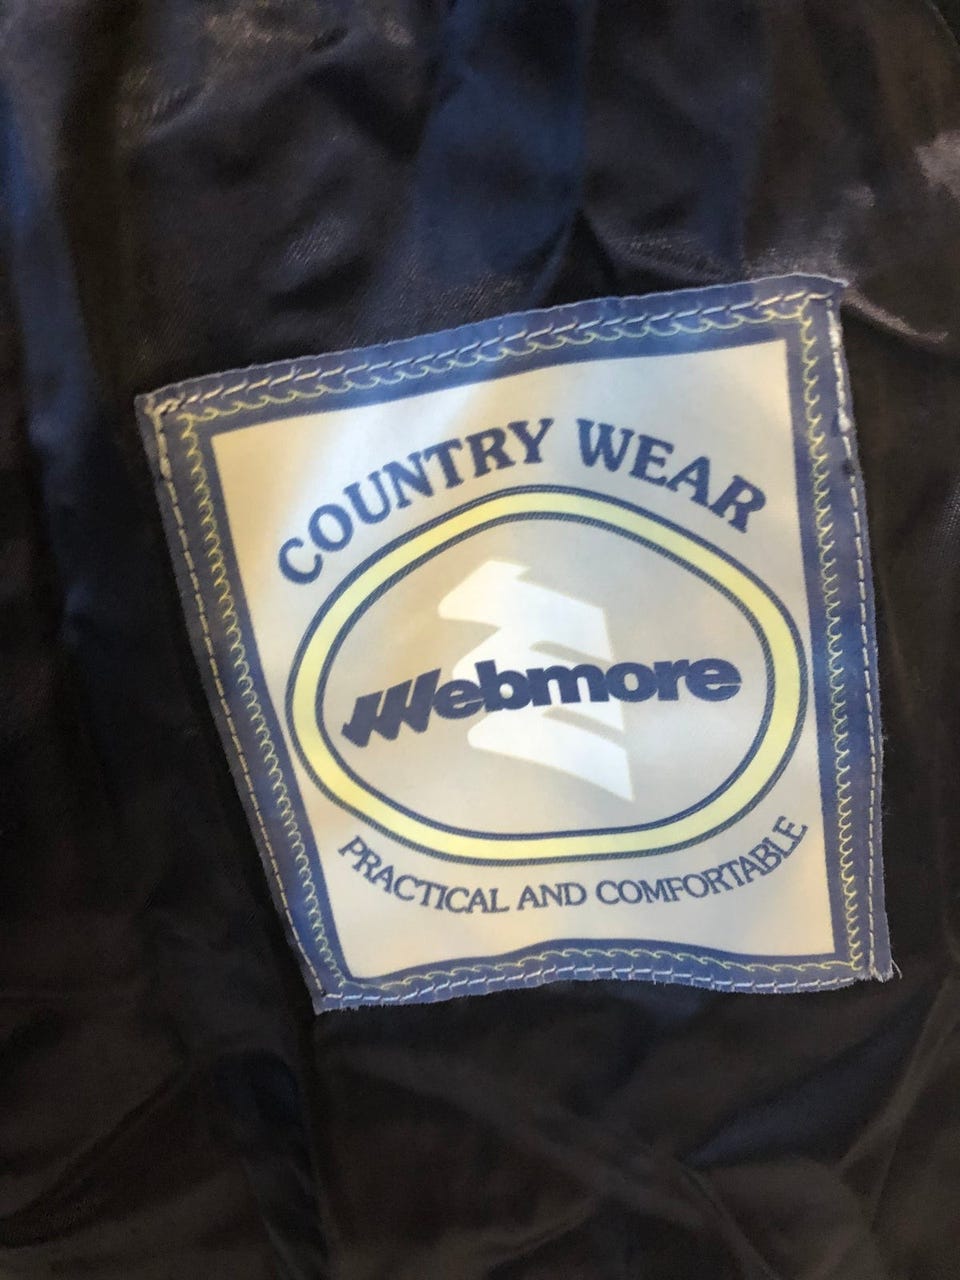 COUNTRY WEAR
Webmore
PRACTICAL AND COMFORTABLE